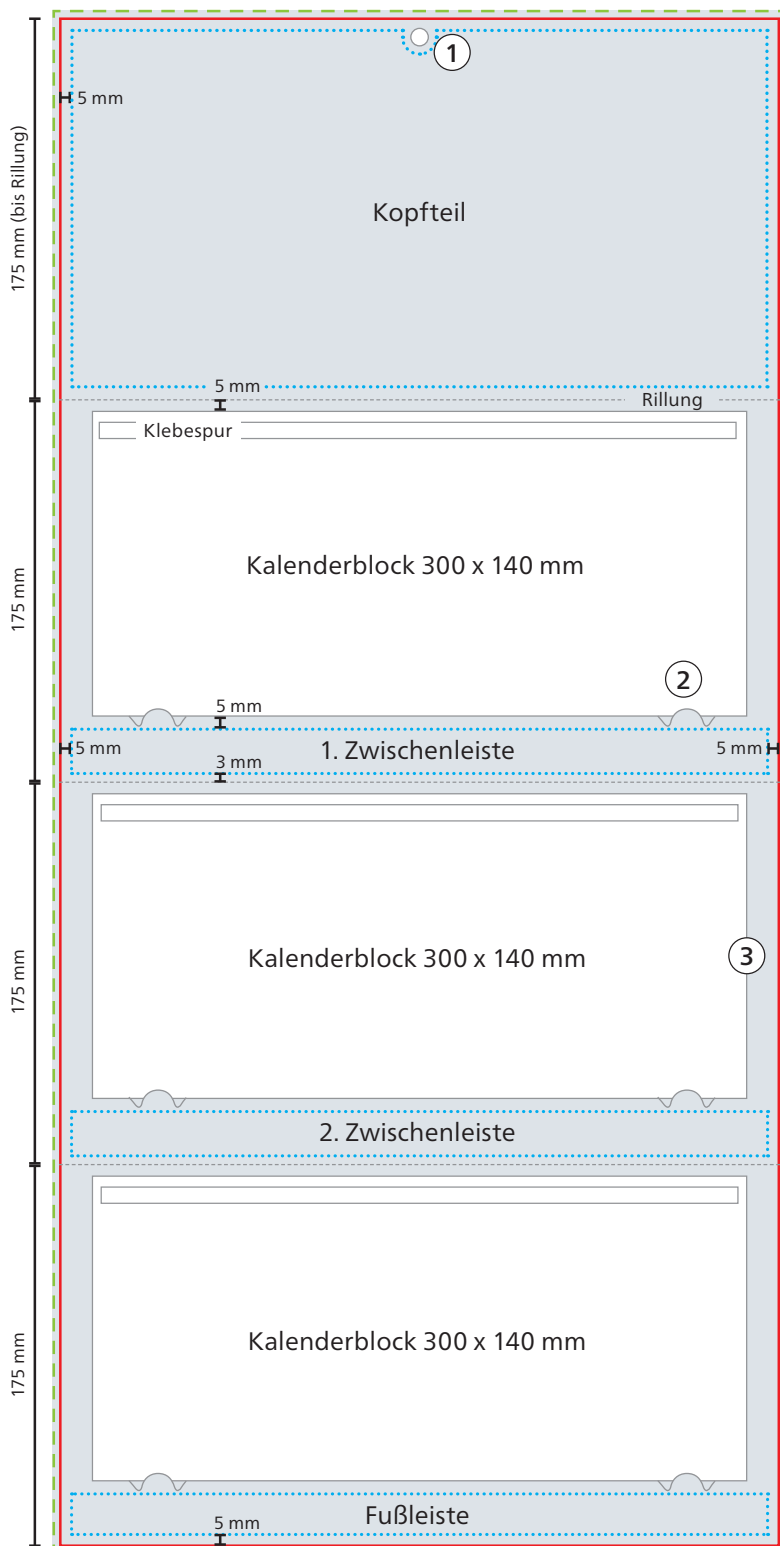 1
5 mm
175 mm (bis Rillung)
Kopfteil
5 mm
Rillung
Klebespur
Kalenderblock 300 x 140 mm
175 mm
2
5 mm
5 mm
1. Zwischenleiste
5 mm
3 mm
Kalenderblock 300 x 140 mm
3
175 mm
2. Zwischenleiste
Kalenderblock 300 x 140 mm
175 mm
Fußleiste
5 mm